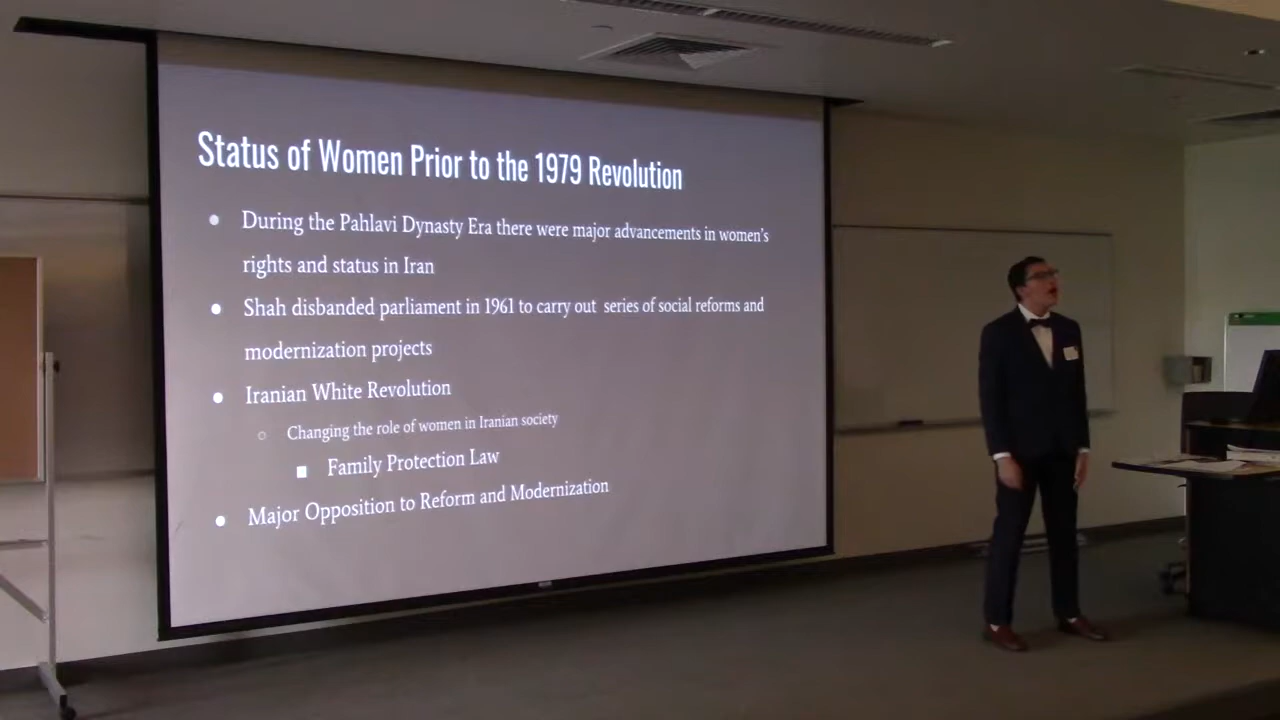 Status of Women Prior to the 1979 Revolution
During the Pahlavi Dynasty Era there were major advancements in women's
rights and status in Iran
Shah disbanded parliament in 1961 to carry out series of social reforms and
modernization projects
Iranian White Revolution
Changing the role of women in Iranian society
Family Protection Law
Major Opposition to Reform and Modernization